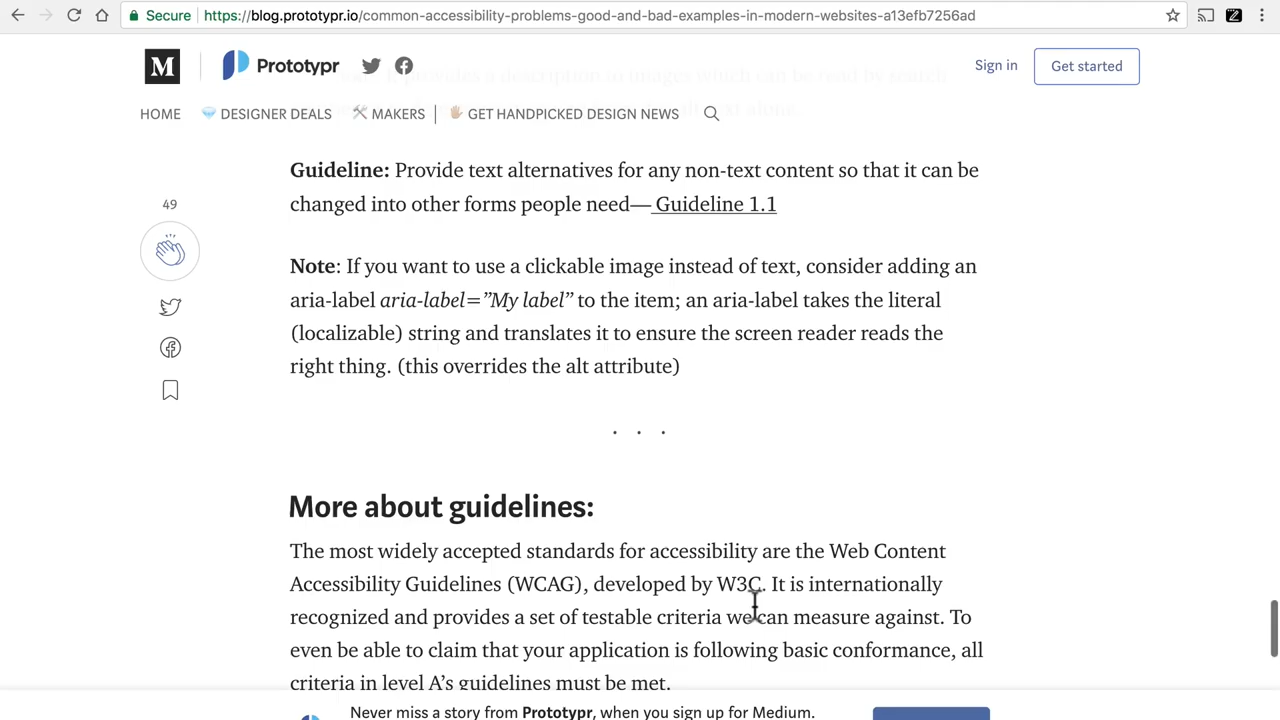 Secure https://blog.prototypr.io/common-accessibility-problems-good-and-bad-examples-in-modern-websites-a13efb7256ad
M Prototypr Sign in Get started
HOME DESIGNER DEALS MAKERS GET HANDPICKED DESIGN NEWS
Guideline: Provide text alternatives for any non-text content so that it can be
changed into other forms people need— Guideline 1.1
49
Note: If you want to use a clickable image instead of text, consider adding an
aria-label aria-label=”My label” to the item; an aria-label takes the literal
(localizable) string and translates it to ensure the screen reader reads the
right thing. (this overrides the alt attribute)
. . .
More about guidelines:
The most widely accepted standards for accessibility are the Web Content
Accessibility Guidelines (WCAG), developed by W3C. It is internationally
recognized and provides a set of testable criteria we can measure against. To
even be able to claim that your application is following basic conformance, all
criteria in level A’s guidelines must be met.
Never miss a story from Prototypr, when you sign up for Medium.